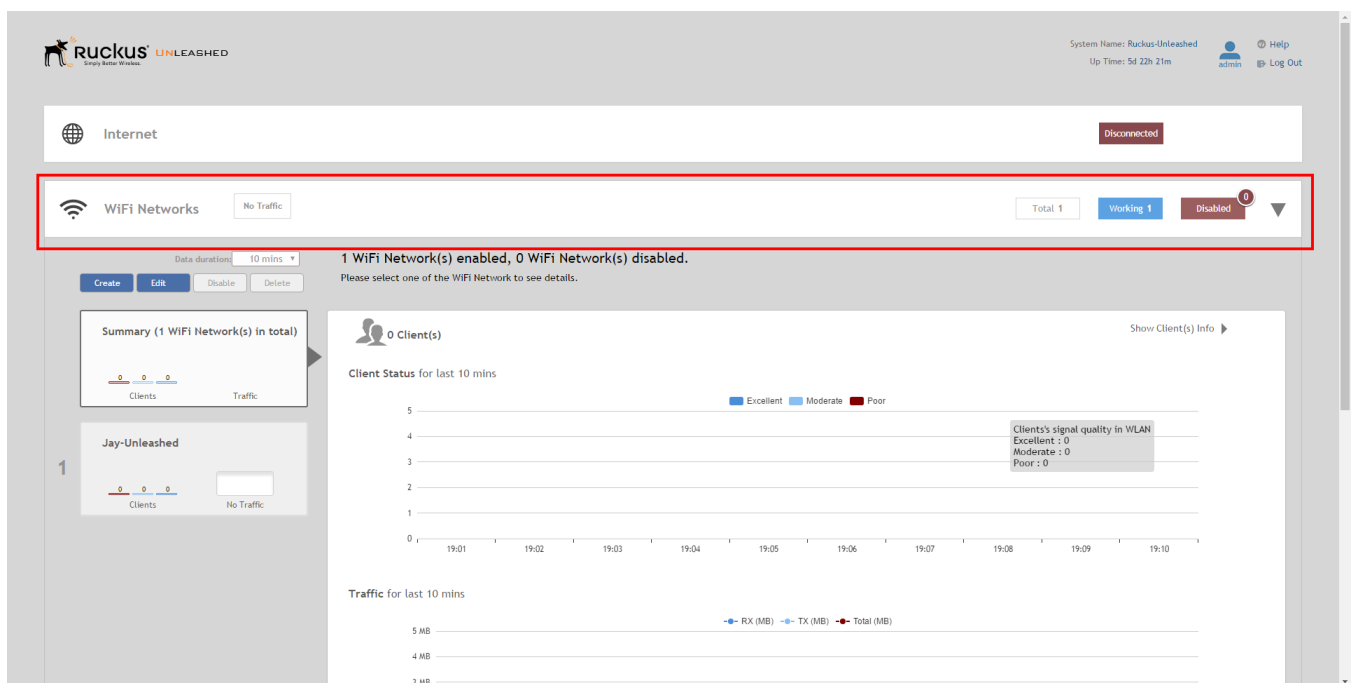 RUCKUS UNLEASHED
Simply Better Wireless.
System Name: Ruckus-Unleashed
Up Time: 5d 22h 21m
admin
Help
Log Out
Internet
Disconnected
WiFi Networks
No Traffic
Total 1
Working 1
Disabled
0
Data duration: 10 mins
Create Edit Disable Delete
1 WiFi Network(s) enabled, 0 WiFi Network(s) disabled.
Please select one of the WiFi Network to see details.
Summary (1 WiFi Network(s) in total)
0 0 0
Clients Traffic
1
Jay-Unleashed
0 0 0
Clients No Traffic
0 Client(s)
Show Client(s) Info
Client Status for last 10 mins
Excellent Moderate Poor
5
4
3
2
1
0
Clients's signal quality in WLAN
Excellent : 0
Moderate : 0
Poor : 0
19:01 19:02 19:03 19:04 19:05 19:06 19:07 19:08 19:09 19:10
Traffic for last 10 mins
RX (MB) TX (MB) Total (MB)
5 MB
4 MB
3 MB